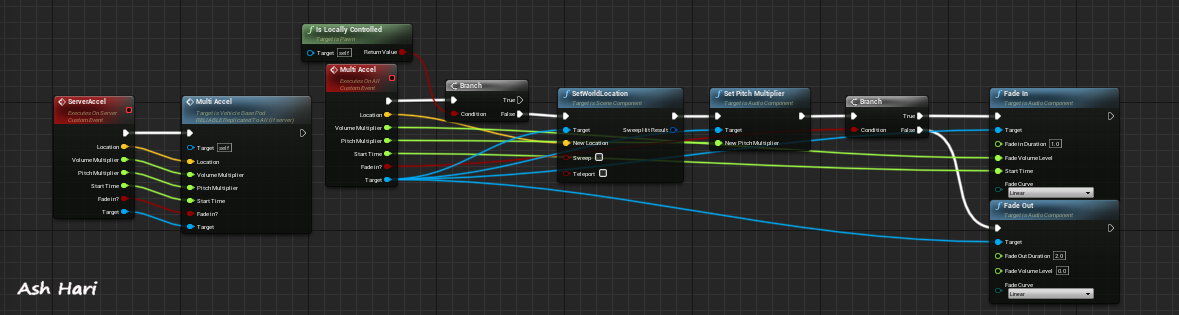 Is Locally Controlled
Target is Pawn
Target self Return Value
Multi Accel
Executes On All
Custom Event
Location
Volume Multiplier
Pitch Multiplier
Start Time
Fade in?
Target
ServerAccel
Executes On Server
Custom Event
Location
Volume Multiplier
Pitch Multiplier
Start Time
Fade in?
Target
Multi Accel
Target is Vehicle Base Pod
RELIABLE Replicated To All (if server)
Target self
Location
Volume Multiplier
Pitch Multiplier
Start Time
Fade in?
Target
Branch
True
Condition False
SetWorldLocation
Target is Scene Component
Target Sweep Hit Result
New Location
Sweep
Teleport
Set Pitch Multiplier
Target is Audio Component
Target
New Pitch Multiplier
Branch
True
Condition False
Fade In
Target is Audio Component
Target
Fade in Duration 1.0
Fade Volume Level
Start Time
Fade Curve
Linear
Fade Out
Target is Audio Component
Target
Fade Out Duration 2.0
Fade Volume Level 0.0
Fade Curve
Linear
Ash Hari